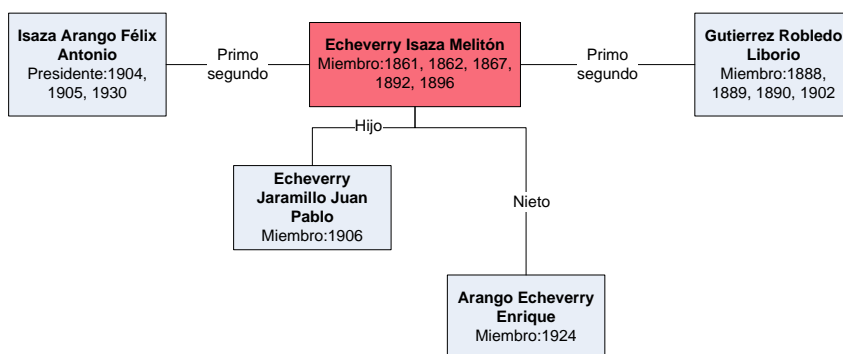 Isaza Arango Félix
Antonio
Presidente:1904,
1905, 1930
Primo
segundo
Echeverry Isaza Melitón
Miembro:1861, 1862, 1867,
1892, 1896
Primo
segundo
Gutierrez Robledo
Liborio
Miembro:1888,
1889, 1890, 1902
Hijo
Echeverry
Jaramillo Juan
Pablo
Miembro:1906
Nieto
Arango Echeverry
Enrique
Miembro:1924